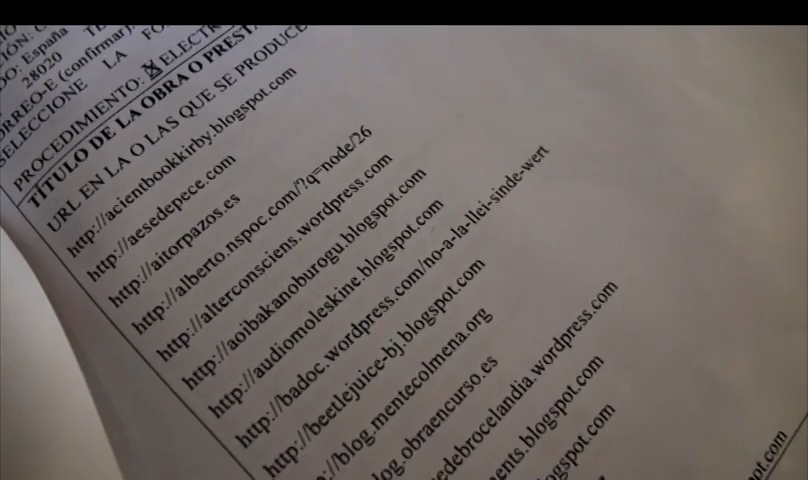 IÓN: C
DO: España TE
28020
RREO-E (confirmar):
SELECCIONE LA FO
PROCEDIMIENTO: X ELECTR
TÍTULO DE LA OBRA O PREST
URL EN LA O LAS QUE SE PRODUCE
http://acientbookkirby.blogspot.com
http://aesedepece.com
http://aitorpazos.es
http://alberto.nspoc.com/?q=node/26
http://alterconsciens.wordpress.com
http://aoibakanoburogu.blogspot.com
http://audiomoleskine.blogspot.com
http://badoc.wordpress.com/no-a-la-llei-sinde-wert
http://beetlejuice-bj.blogspot.com
://blog.mentecolmena.org
log.obraencurso.es
edebrocelandia.wordpress.com
ents.blogspot.com
ogspot.com
pot.com